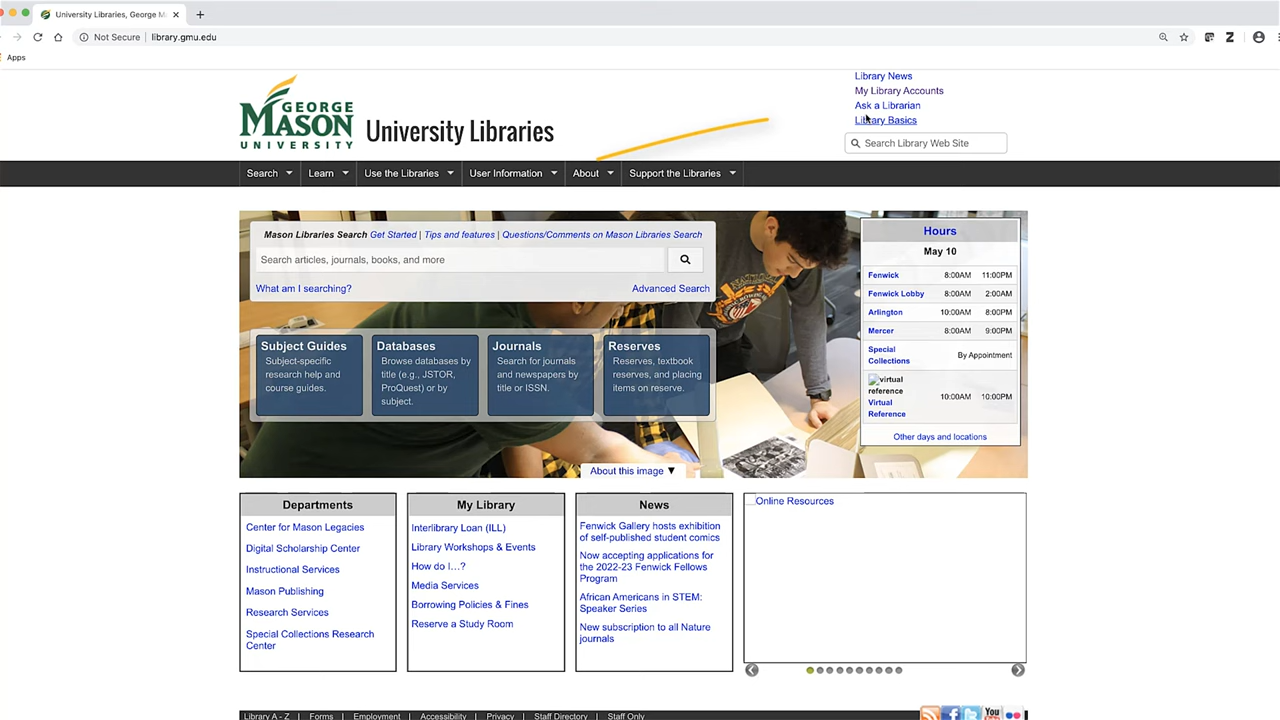 University Libraries, George M
Not Secure
library.gmu.edu
Apps
GEORGE
MASON
UNIVERSITY
University Libraries
Library News
My Library Accounts
Ask a Librarian
Library Basics
Search Library Web Site
Search
Learn
Use the Libraries
User Information
About
Support the Libraries
Mason Libraries Search Get Started | Tips and features | Questions/Comments on Mason Libraries Search
Search articles, journals, books, and more
What am I searching?
Advanced Search
Subject Guides
Subject-specific
research help and
course guides.
Databases
Browse databases by
title (e.g., JSTOR,
ProQuest) or by
subject.
Journals
Search for journals
and newspapers by
title or ISSN.
Reserves
Reserves, textbook
reserves, and placing
items on reserve.
About this image ▼
Hours
May 10
Fenwick 8:00AM 11:00PM
Fenwick Lobby 8:00AM 2:00AM
Arlington 10:00AM 8:00PM
Mercer 8:00AM 9:00PM
Special
Collections
By Appointment
virtual
reference
Virtual
Reference
10:00AM 10:00PM
Other days and locations
Departments
Center for Mason Legacies
Digital Scholarship Center
Instructional Services
Mason Publishing
Research Services
Special Collections Research
Center
My Library
Interlibrary Loan (ILL)
Library Workshops & Events
How do I…?
Media Services
Borrowing Policies & Fines
Reserve a Study Room
News
Fenwick Gallery hosts exhibition
of self-published student comics
Now accepting applications for
the 2022-23 Fenwick Fellows
Program
African Americans in STEM:
Speaker Series
New subscription to all Nature
journals
Online Resources
Library A - Z | Forms | Employment | Accessibility | Privacy | Staff Directory | Staff Only
You